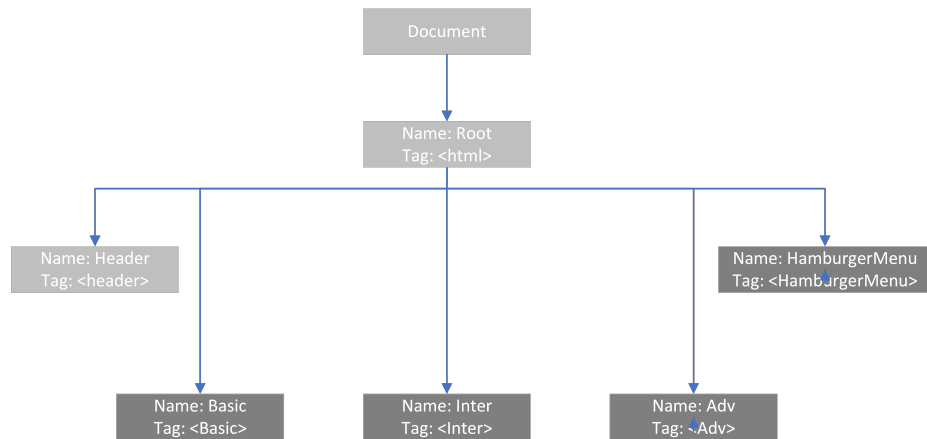 Document
Name: Root
Tag: <html>
Name: Header
Tag: <header>
Name: HamburgerMenu
Tag: <HamburgerMenu>
Name: Basic
Tag: <Basic>
Name: Inter
Tag: <Inter>
Name: Adv
Tag: <Adv>